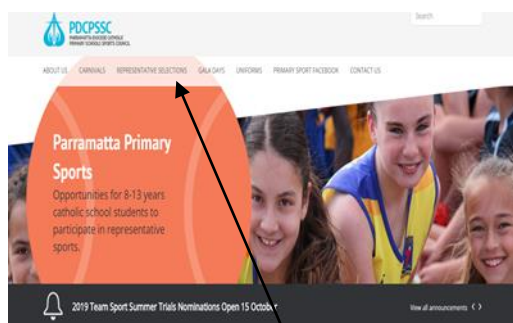 Search
PDCPSSC
PARRAMATTA DIOCESE CATHOLIC
PRIMARY SCHOOLS SPORTS COUNCIL
ABOUT US CARNIVALS REPRESENTATIVE SELECTIONS GALA DAYS UNIFORMS PRIMARY SPORT FACEBOOK CONTACT US
Parramatta Primary
Sports
Opportunities for 8-13 years
catholic school students to
participate in representative
sports.
2019 Team Sport Summer Trials Nominations Open 15 October
View all announcements < >